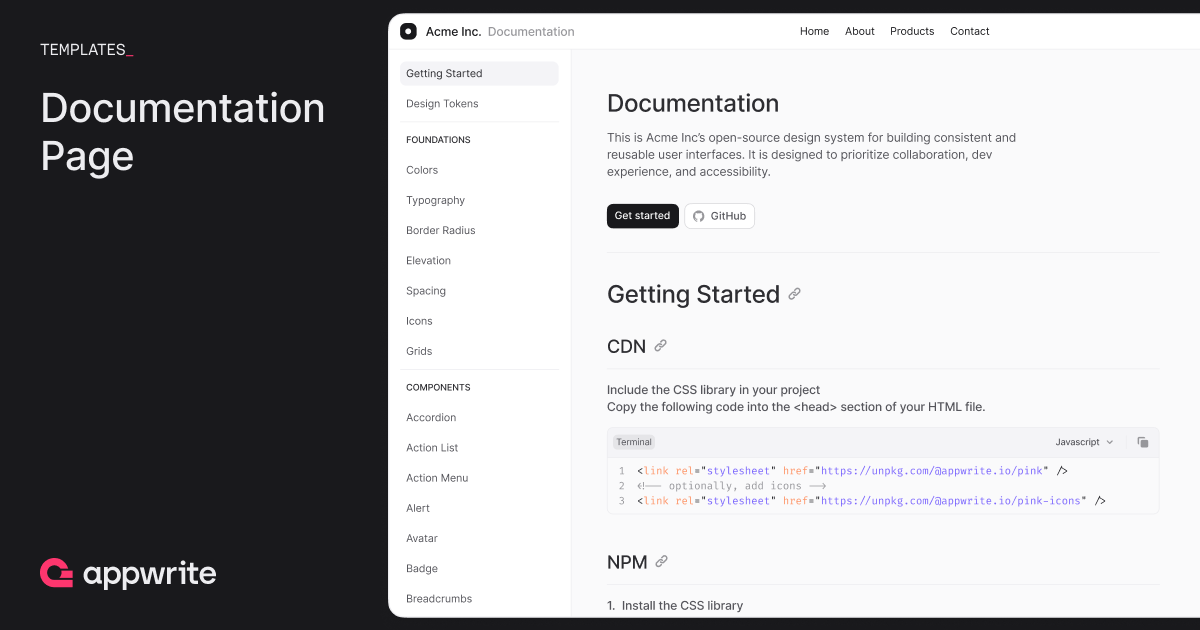 TEMPLATES_
Documentation
Page
appwrite
Acme Inc. Documentation
Home About Products Contact
Getting Started
Design Tokens
FOUNDATIONS
Colors
Typography
Border Radius
Elevation
Spacing
Icons
Grids
COMPONENTS
Accordion
Action List
Action Menu
Alert
Avatar
Badge
Breadcrumbs
Documentation
This is Acme Inc’s open-source design system for building consistent and
reusable user interfaces. It is designed to prioritize collaboration, dev
experience, and accessibility.
Get started GitHub
Getting Started
CDN
Include the CSS library in your project
Copy the following code into the <head> section of your HTML file.
Terminal Javascript
1 <link rel="stylesheet" href="https://unpkg.com/@appwrite.io/pink" />
2 <!-- optionally, add icons -->
3 <link rel="stylesheet" href="https://unpkg.com/@appwrite.io/pink-icons" />
NPM
1. Install the CSS library